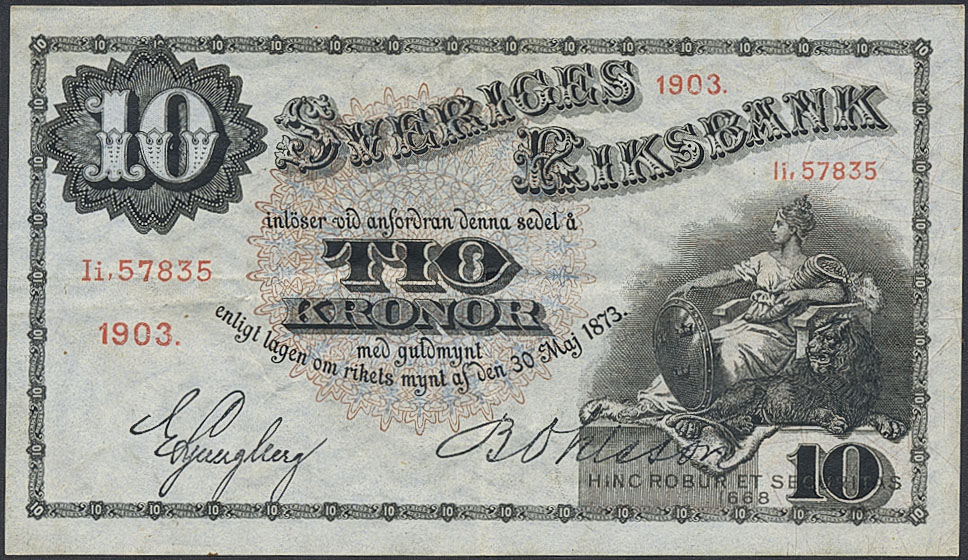 10
SVERIGES
1903.
RIKSBANK
Ii, 57835
inlöser vid anfordran denna sedel å
TIO
KRONOR
Ii, 57835
1903.
med guldmynt
enligt lagen om rikets mynt af den 30 Maj 1873.
E Ljungberg
B O
HINC ROBUR ET SECURITAS
1668
10